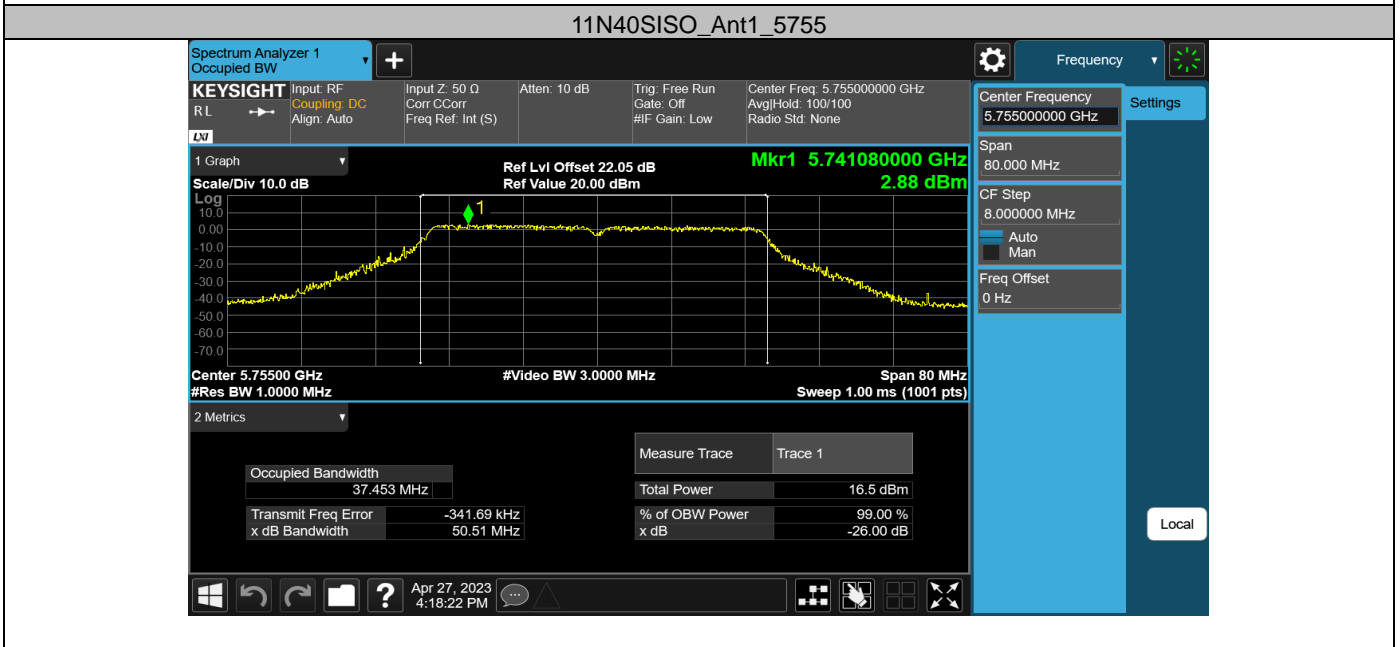 11N40SISO_Ant1_5755
Spectrum Analyzer 1
Occupied BW
+
Frequency
KEYSIGHT
R L
LXI
Input: RF
Coupling: DC
Align: Auto
Input Z: 50 Ω
Corr CCorr
Freq Ref: Int (S)
Atten: 10 dB
Trig: Free Run
Gate: Off
#IF Gain: Low
Center Freq: 5.755000000 GHz
Avg|Hold: 100/100
Radio Std: None
Center Frequency
5.755000000 GHz
Settings
Span
80.000 MHz
CF Step
8.000000 MHz
Auto
Man
Freq Offset
0 Hz
1 Graph
Scale/Div 10.0 dB
Ref Lvl Offset 22.05 dB
Ref Value 20.00 dBm
Mkr1 5.741080000 GHz
2.88 dBm
Log
10.0
0.00
-10.0
-20.0
-30.0
-40.0
-50.0
-60.0
-70.0
1
Center 5.75500 GHz
#Video BW 3.0000 MHz
Span 80 MHz
#Res BW 1.0000 MHz
Sweep 1.00 ms (1001 pts)
2 Metrics
Measure Trace Trace 1
Occupied Bandwidth
37.453 MHz
Total Power 16.5 dBm
Transmit Freq Error -341.69 kHz
% of OBW Power 99.00 %
x dB Bandwidth 50.51 MHz
x dB -26.00 dB
Local
?
Apr 27, 2023
4:18:22 PM